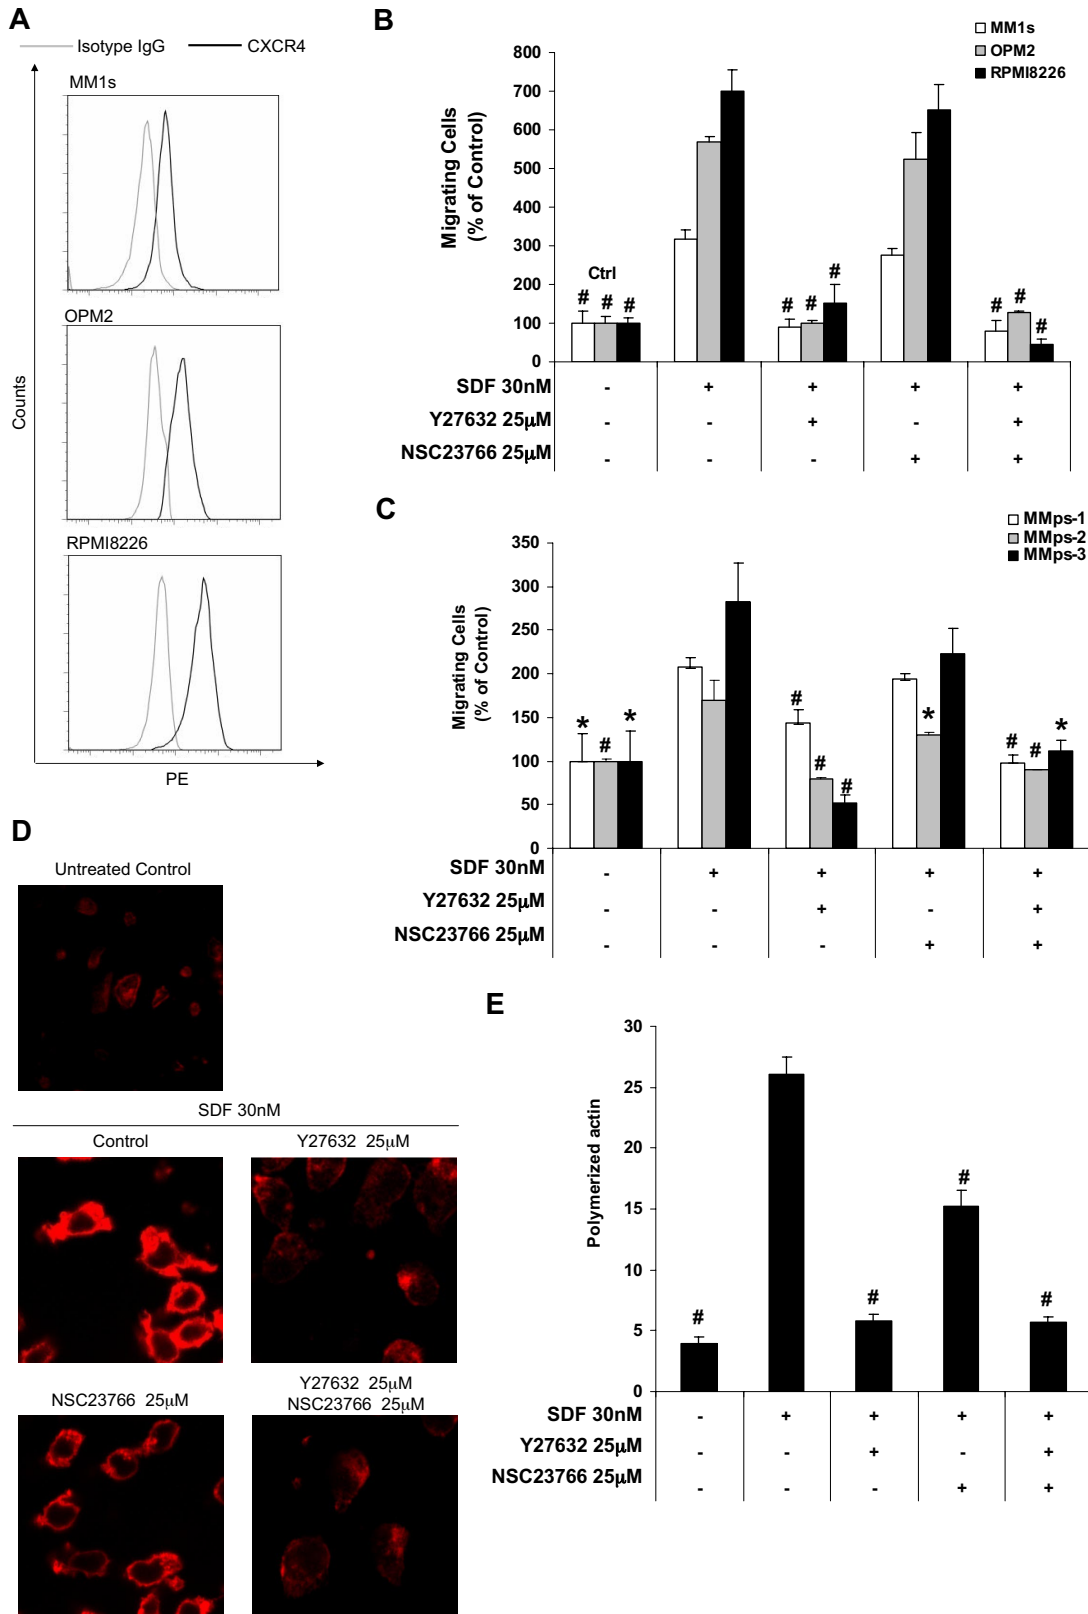 A
Isotype IgG
CXCR4
MM1s
OPM2
RPMI8226
Counts
PE
B
MM1s
OPM2
RPMI8226
Migrating Cells
(% of Control)
800
700
600
500
400
300
200
100
0
Ctrl
# # # # # # # # #
SDF 30nM - + + + +
Y27632 25μM - - + - +
NSC23766 25μM - - - + +
C
MMps-1
MMps-2
MMps-3
Migrating Cells
(% of Control)
350
300
250
200
150
100
50
0
* # * # # # * # # *
SDF 30nM - + + + +
Y27632 25μM - - + - +
NSC23766 25μM - - - + +
D
Untreated Control
SDF 30nM
Control
Y27632 25μM
NSC23766 25μM
Y27632 25μM
NSC23766 25μM
E
Polymerized actin
30
25
20
15
10
5
0
# # # #
SDF 30nM - + + + +
Y27632 25μM - - + - +
NSC23766 25μM - - - + +